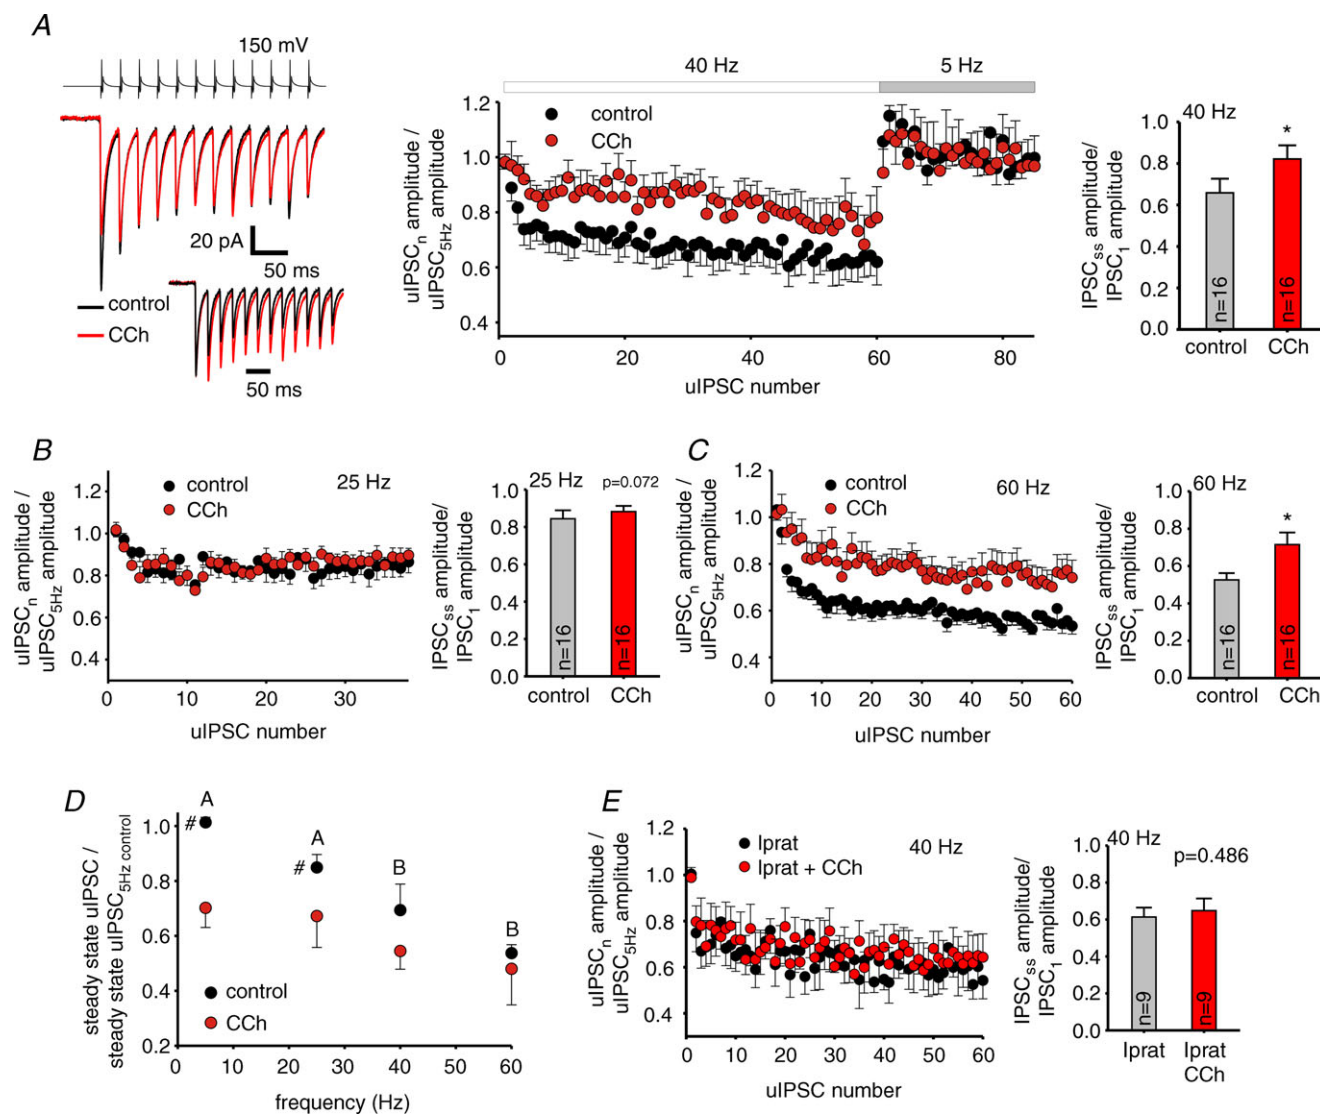 A
150 mV
20 pA
50 ms
control
CCh
50 ms
40 Hz
5 Hz
control
CCh
uIPSCn amplitude /
uIPSC5Hz amplitude
1.2
1.0
0.8
0.6
0.4
0
20
40
60
80
uIPSC number
40 Hz
IPSCss amplitude/
IPSC1 amplitude
1.0
0.8
0.6
0.4
0.2
0.0
*
n=16
n=16
control
CCh
B
uIPSCn amplitude /
uIPSC5Hz amplitude
1.2
1.0
0.8
0.6
0.4
control
CCh
25 Hz
0
10
20
30
uIPSC number
25 Hz
p=0.072
IPSCss amplitude/
IPSC1 amplitude
1.0
0.8
0.6
0.4
0.2
0.0
n=16
n=16
control
CCh
C
uIPSCn amplitude /
uIPSC5Hz amplitude
1.2
1.0
0.8
0.6
0.4
control
CCh
60 Hz
0
10
20
30
40
50
60
uIPSC number
60 Hz
IPSCss amplitude/
IPSC1 amplitude
1.0
0.8
0.6
0.4
0.2
0.0
*
n=16
n=16
control
CCh
D
steady state uIPSC /
steady state uIPSC5Hz control
1.0
0.8
0.6
0.4
0.2
A
#
A
#
B
B
control
CCh
0
10
20
30
40
50
60
frequency (Hz)
E
uIPSCn amplitude /
uIPSC5Hz amplitude
1.2
1.0
0.8
0.6
0.4
Iprat
Iprat + CCh
40 Hz
0
10
20
30
40
50
60
uIPSC number
40 Hz
p=0.486
IPSCss amplitude/
IPSC1 amplitude
1.0
0.8
0.6
0.4
0.2
0.0
n=9
n=9
Iprat
Iprat
CCh